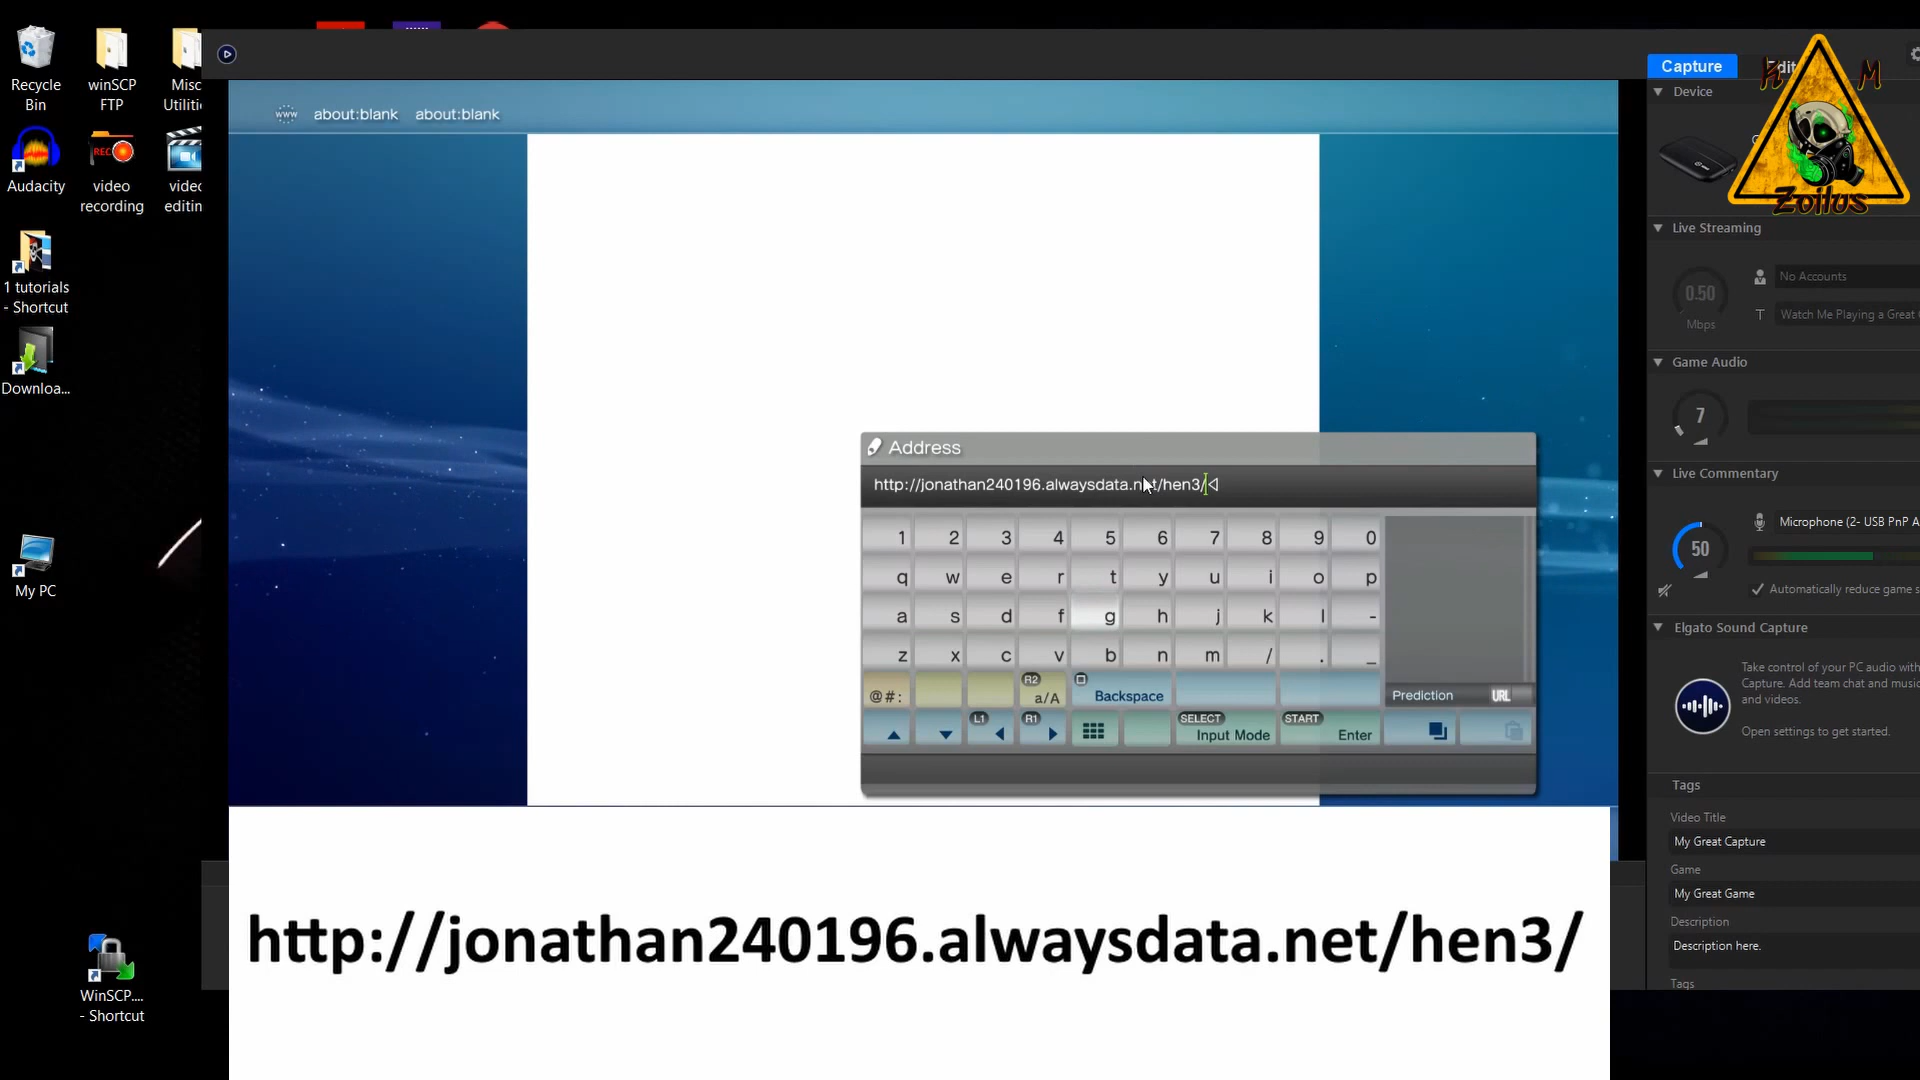 Recycle
Bin
winSCP
FTP
Misc
Utilitie
Audacity
REC
video
recording
video
editin
1 tutorials
- Shortcut
Downloa...
My PC
WinSCP....
- Shortcut
www about:blank about:blank
Address
http://jonathan240196.alwaysdata.net/hen3/
1 2 3 4 5 6 7 8 9 0
q w e r t y u i o p
a s d f g h j k l -
z x c v b n m / . _
@#: R2 a/A Backspace
Prediction URL
L1 R1 SELECT Input Mode START Enter
http://jonathan240196.alwaysdata.net/hen3/
Capture
Edit
M
Zoilus
Device
Live Streaming
0.50
Mbps
No Accounts
T Watch Me Playing a Great
Game Audio
7
Live Commentary
50
Microphone (2- USB PnP A
Automatically reduce game s
Elgato Sound Capture
Take control of your PC audio with
Capture. Add team chat and music
and videos.
Open settings to get started.
Tags
Video Title
My Great Capture
Game
My Great Game
Description
Description here.
Tags